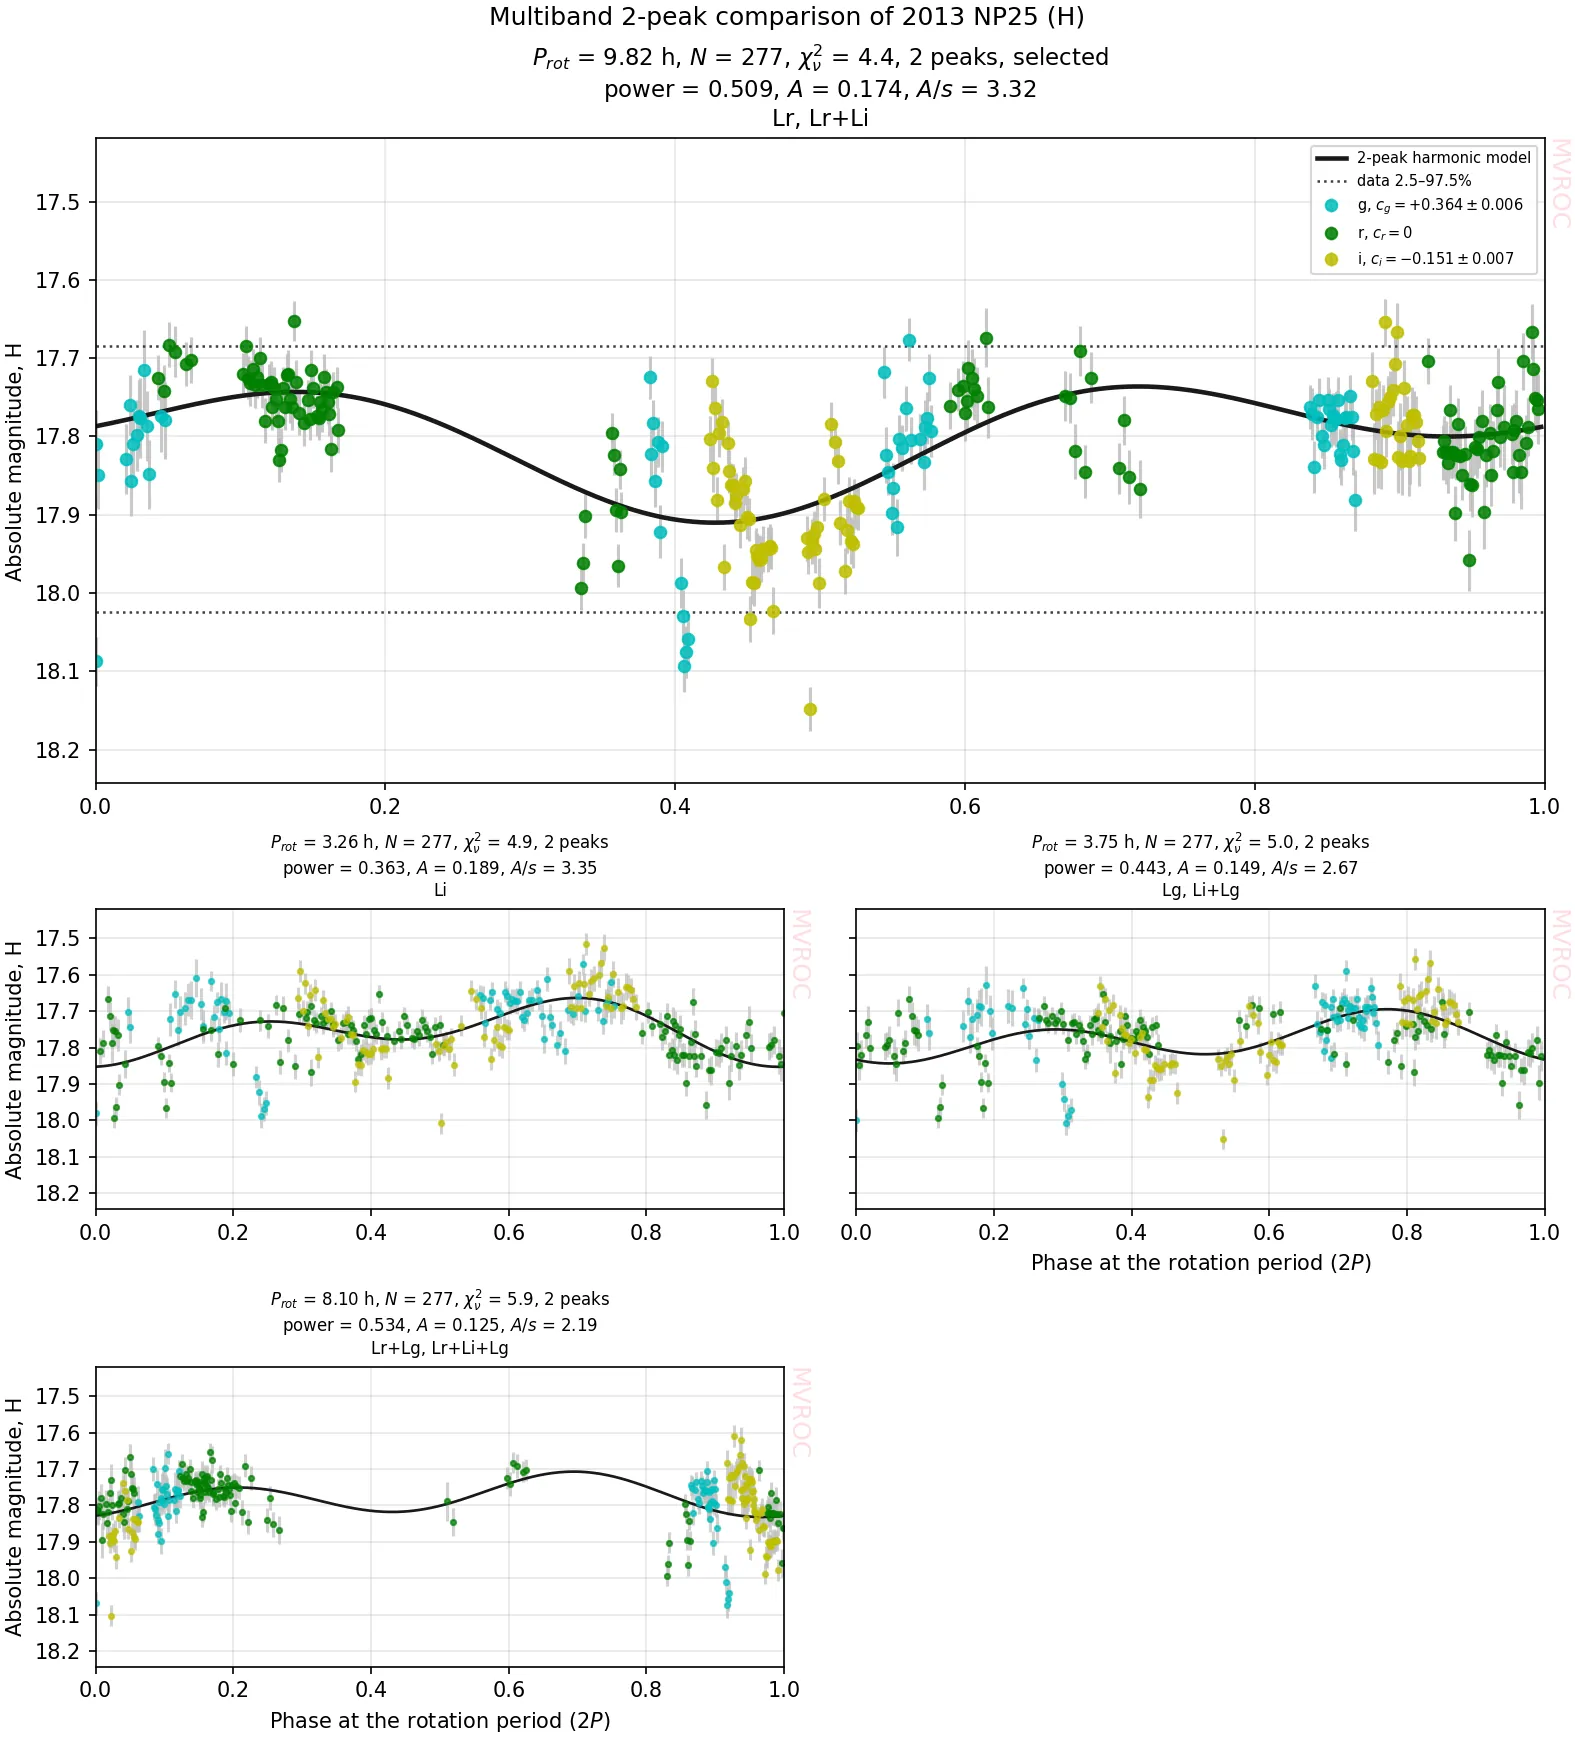 Multiband 2-peak comparison of 2013 NP25 (H)
P_rot = 9.82 h, N = 277, χ²_ν = 4.4, 2 peaks, selected
power = 0.509, A = 0.174, A/s = 3.32
Lr, Lr+Li
2-peak harmonic model
data 2.5–97.5%
g, c_g = +0.364 ± 0.006
r, c_r = 0
i, c_i = −0.151 ± 0.007
MVROC
Absolute magnitude, H
17.5
17.6
17.7
17.8
17.9
18.0
18.1
18.2
0.0 0.2 0.4 0.6 0.8 1.0
P_rot = 3.26 h, N = 277, χ²_ν = 4.9, 2 peaks
power = 0.363, A = 0.189, A/s = 3.35
Li
MVROC
Absolute magnitude, H
17.5
17.6
17.7
17.8
17.9
18.0
18.1
18.2
0.0 0.2 0.4 0.6 0.8 1.0
P_rot = 3.75 h, N = 277, χ²_ν = 5.0, 2 peaks
power = 0.443, A = 0.149, A/s = 2.67
Lg, Li+Lg
MVROC
0.0 0.2 0.4 0.6 0.8 1.0
Phase at the rotation period (2P)
P_rot = 8.10 h, N = 277, χ²_ν = 5.9, 2 peaks
power = 0.534, A = 0.125, A/s = 2.19
Lr+Lg, Lr+Li+Lg
MVROC
Absolute magnitude, H
17.5
17.6
17.7
17.8
17.9
18.0
18.1
18.2
0.0 0.2 0.4 0.6 0.8 1.0
Phase at the rotation period (2P)